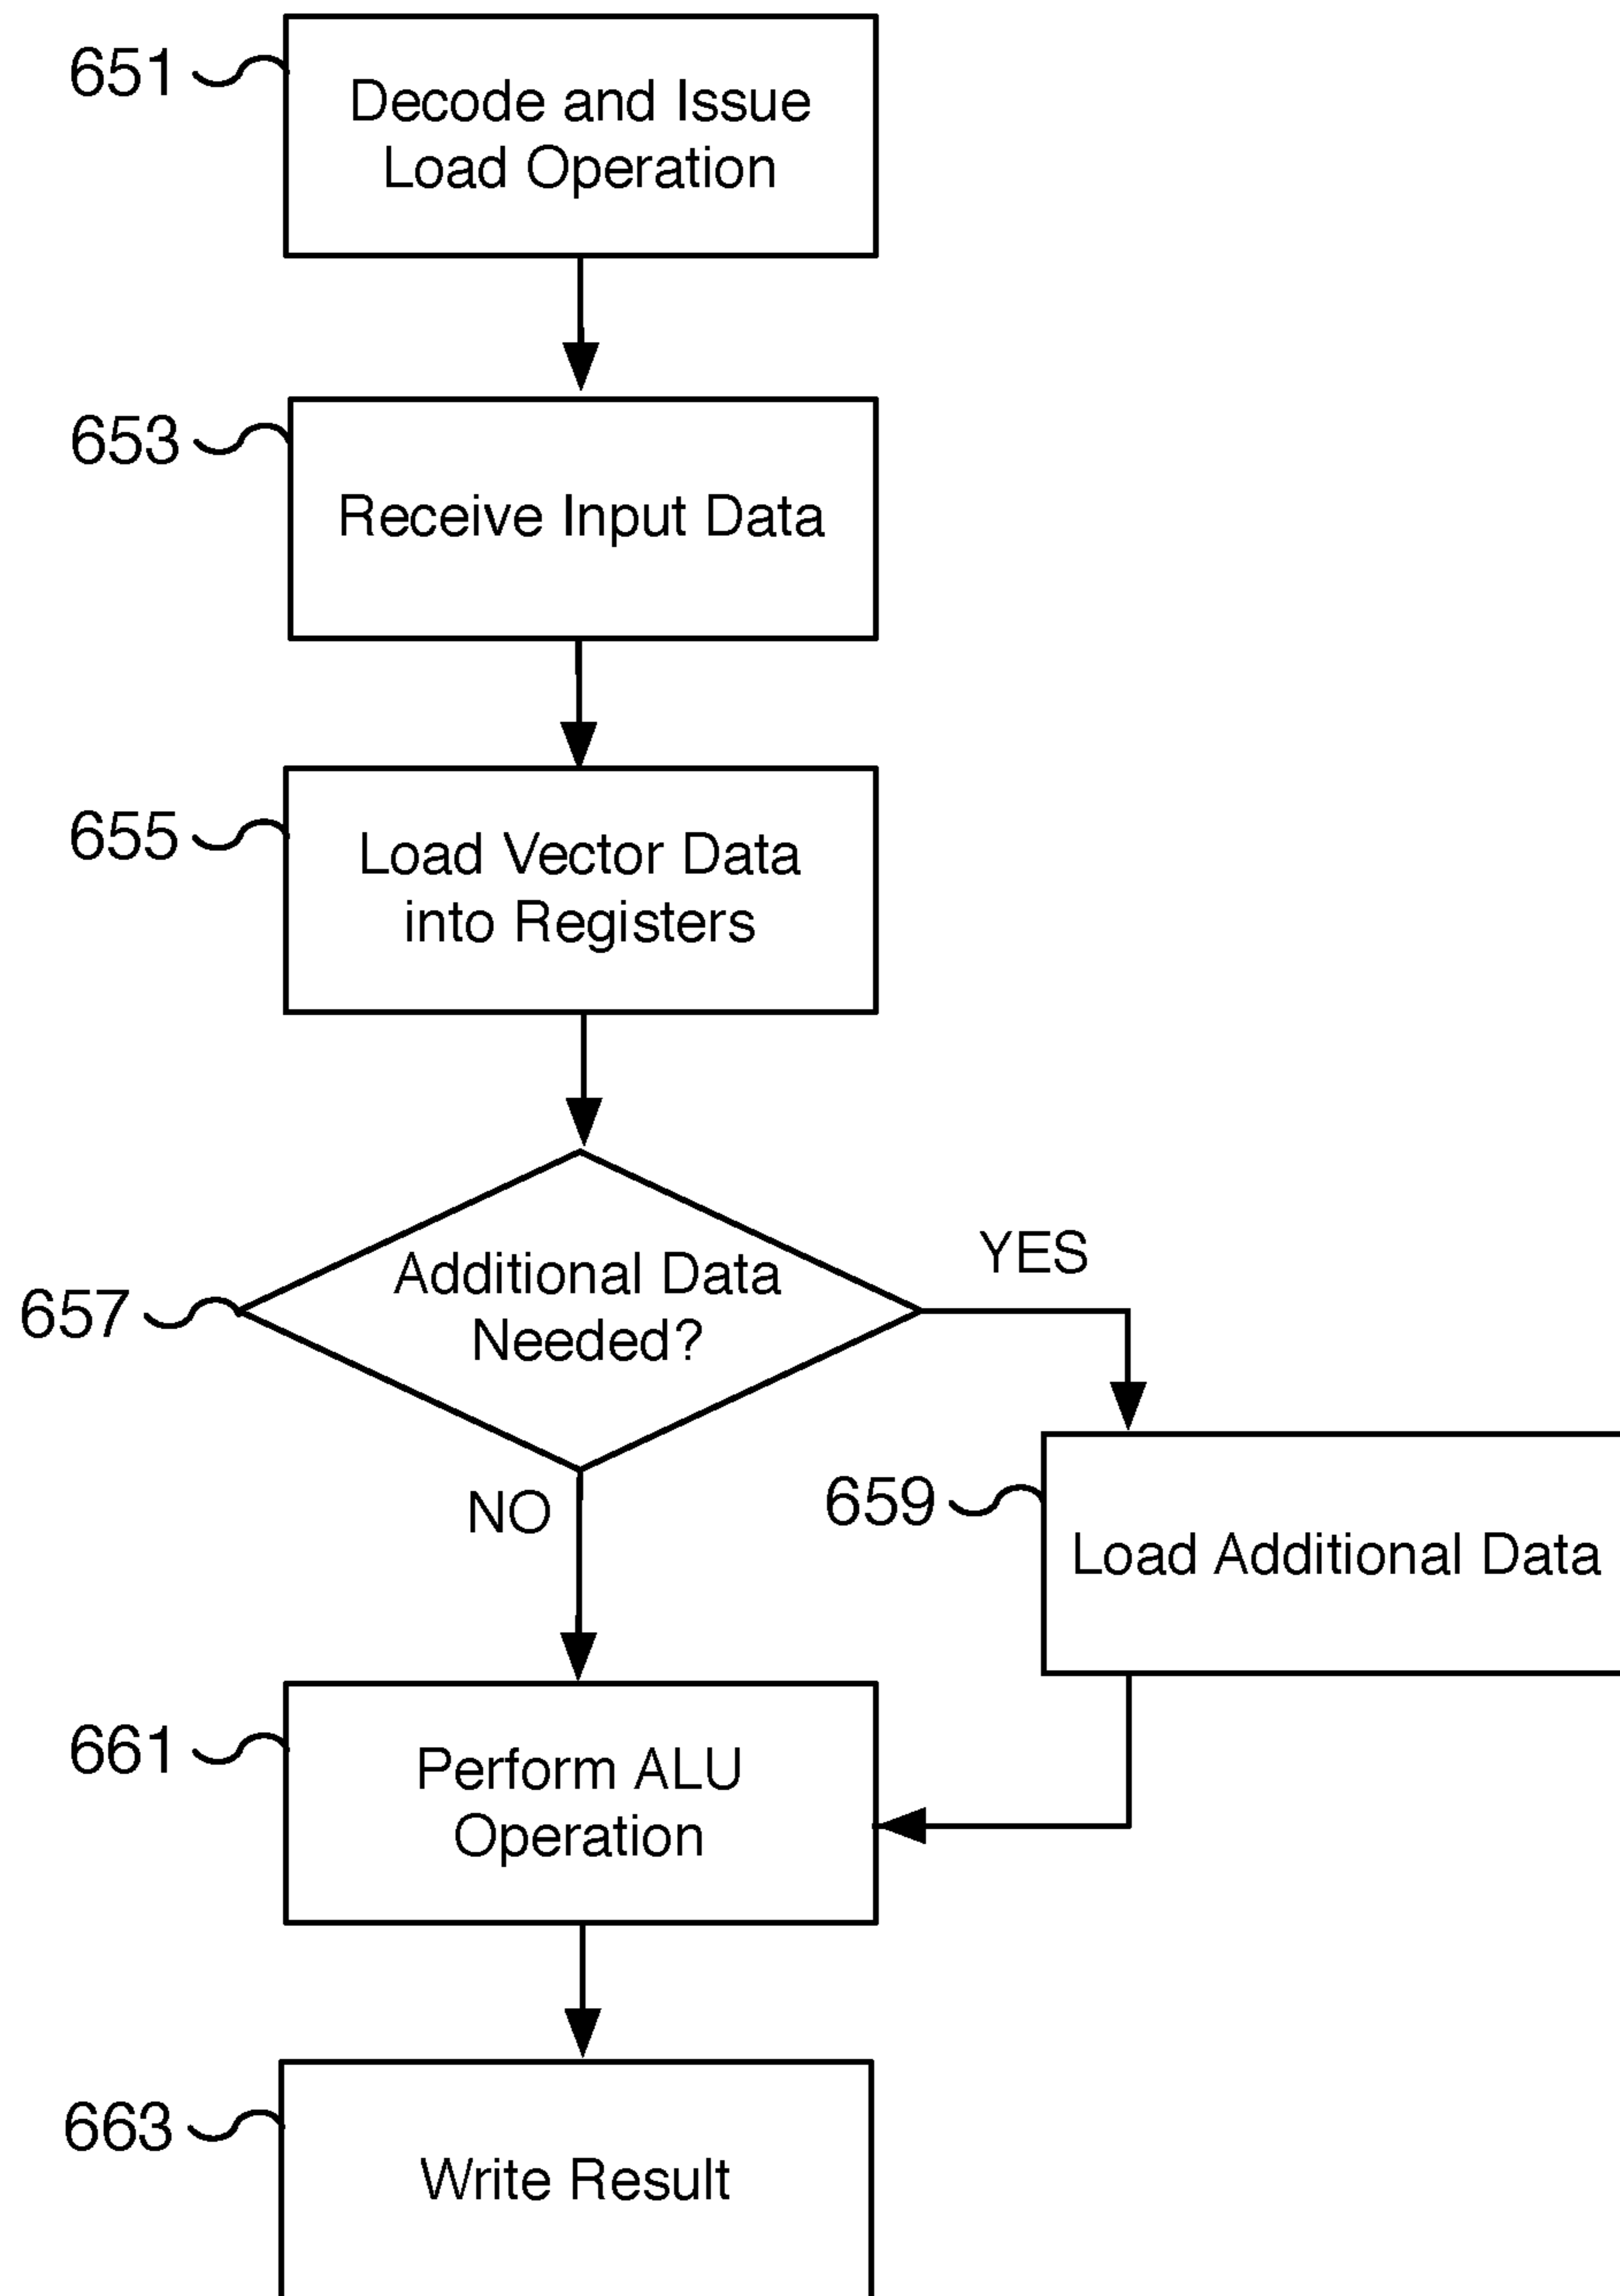 651
Decode and Issue
Load Operation
653
Receive Input Data
655
Load Vector Data
into Registers
657
Additional Data
Needed?
YES
NO
659
Load Additional Data
661
Perform ALU
Operation
663
Write Result